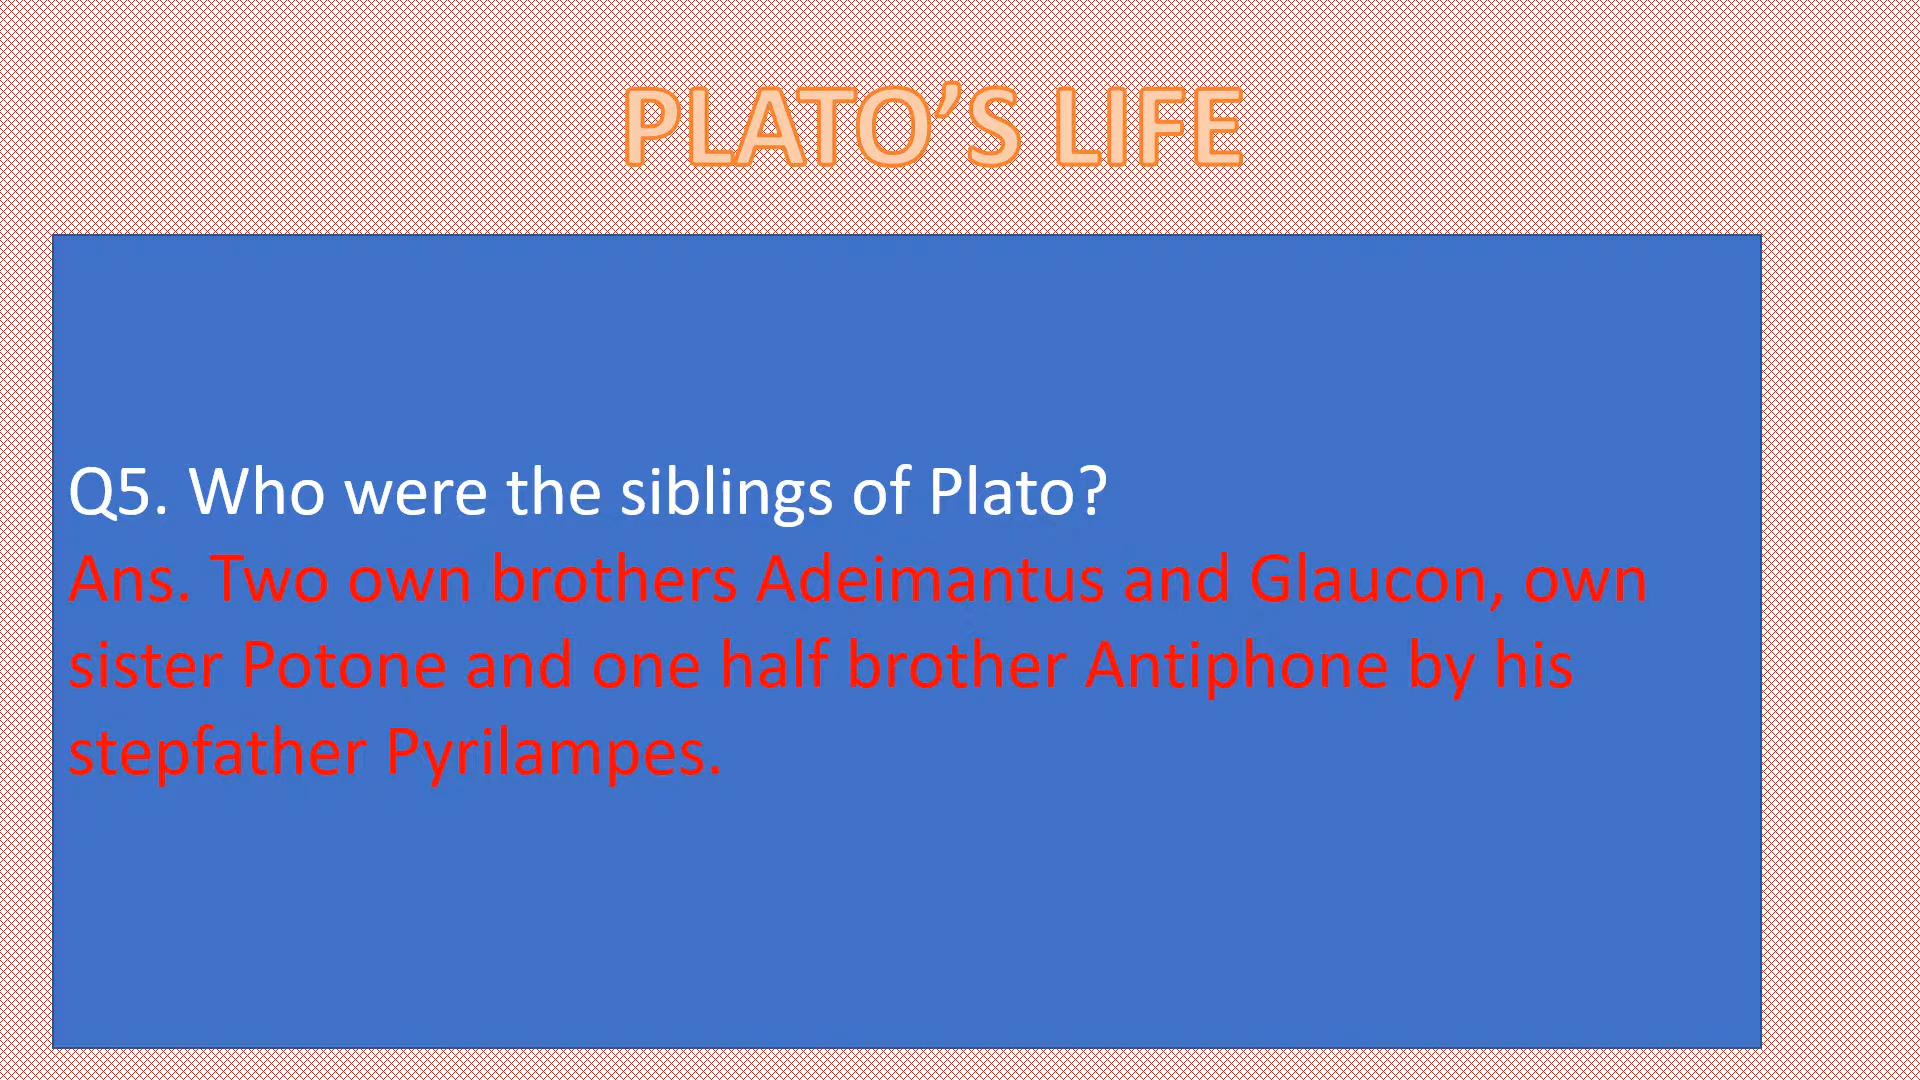 PLATO’S LIFE
Q5. Who were the siblings of Plato?
Ans. Two own brothers Adeimantus and Glaucon, own
sister Potone and one half brother Antiphone by his
stepfather Pyrilampes.